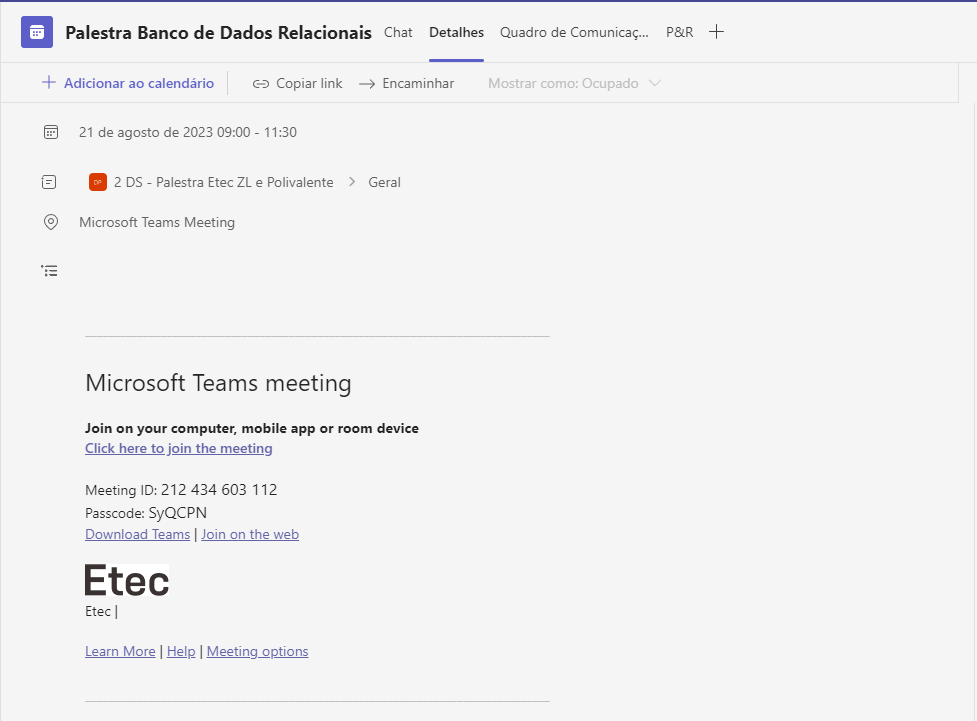 Palestra Banco de Dados Relacionais Chat Detalhes Quadro de Comunicaç... P&R
Adicionar ao calendário Copiar link Encaminhar Mostrar como: Ocupado
21 de agosto de 2023 09:00 - 11:30
DP 2 DS - Palestra Etec ZL e Polivalente > Geral
Microsoft Teams Meeting
Microsoft Teams meeting
Join on your computer, mobile app or room device
Click here to join the meeting
Meeting ID: 212 434 603 112
Passcode: SyQCPN
Download Teams | Join on the web
Etec
Etec |
Learn More | Help | Meeting options